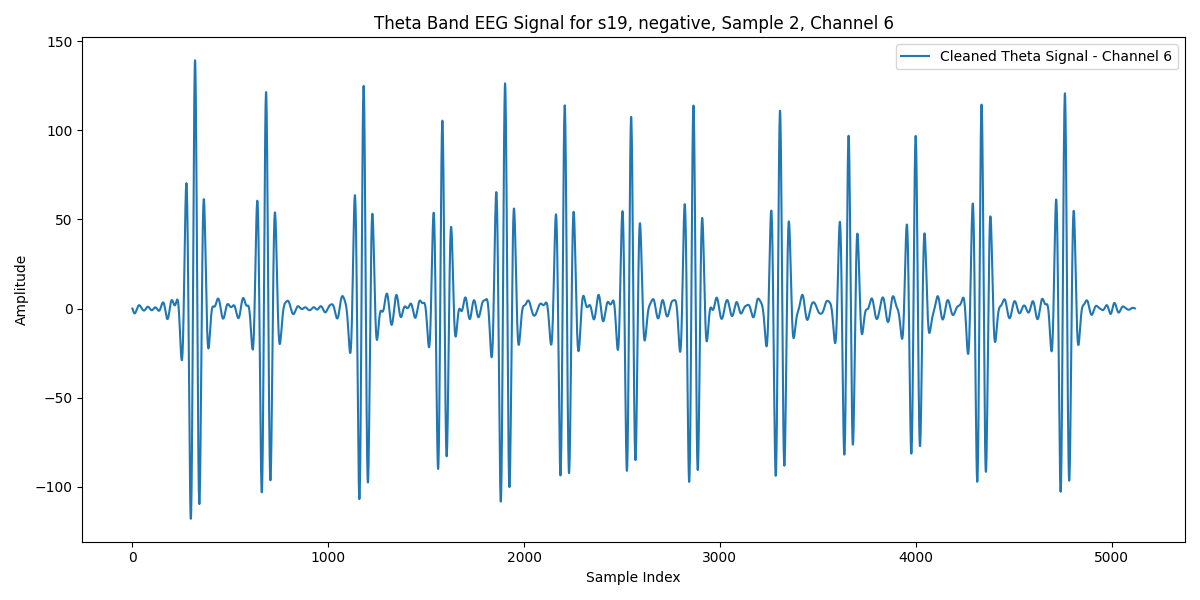 Theta Band EEG Signal for s19, negative, Sample 2, Channel 6
Cleaned Theta Signal - Channel 6
150
100
50
0
−50
−100
Amplitude
0 1000 2000 3000 4000 5000
Sample Index